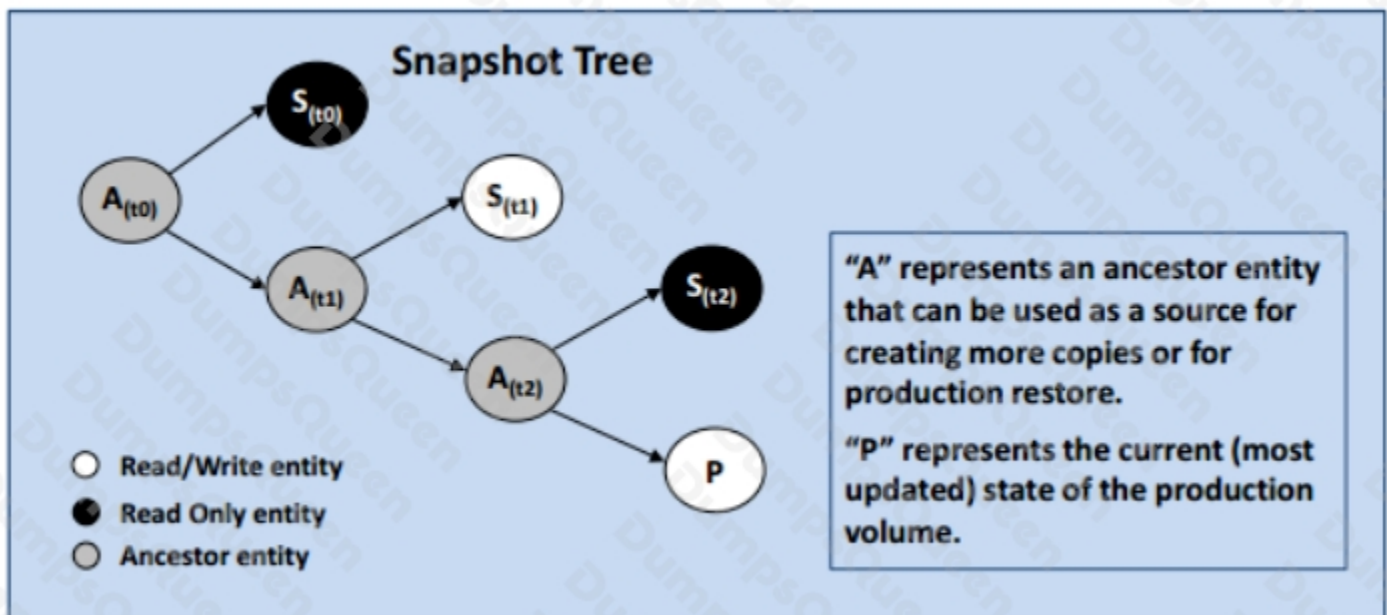 Snapshot Tree
S(t0)
A(t0)
S(t1)
A(t1)
S(t2)
A(t2)
P
Read/Write entity
Read Only entity
Ancestor entity
“A” represents an ancestor entity
that can be used as a source for
creating more copies or for
production restore.
“P” represents the current (most
updated) state of the production
volume.
DumpsQueen